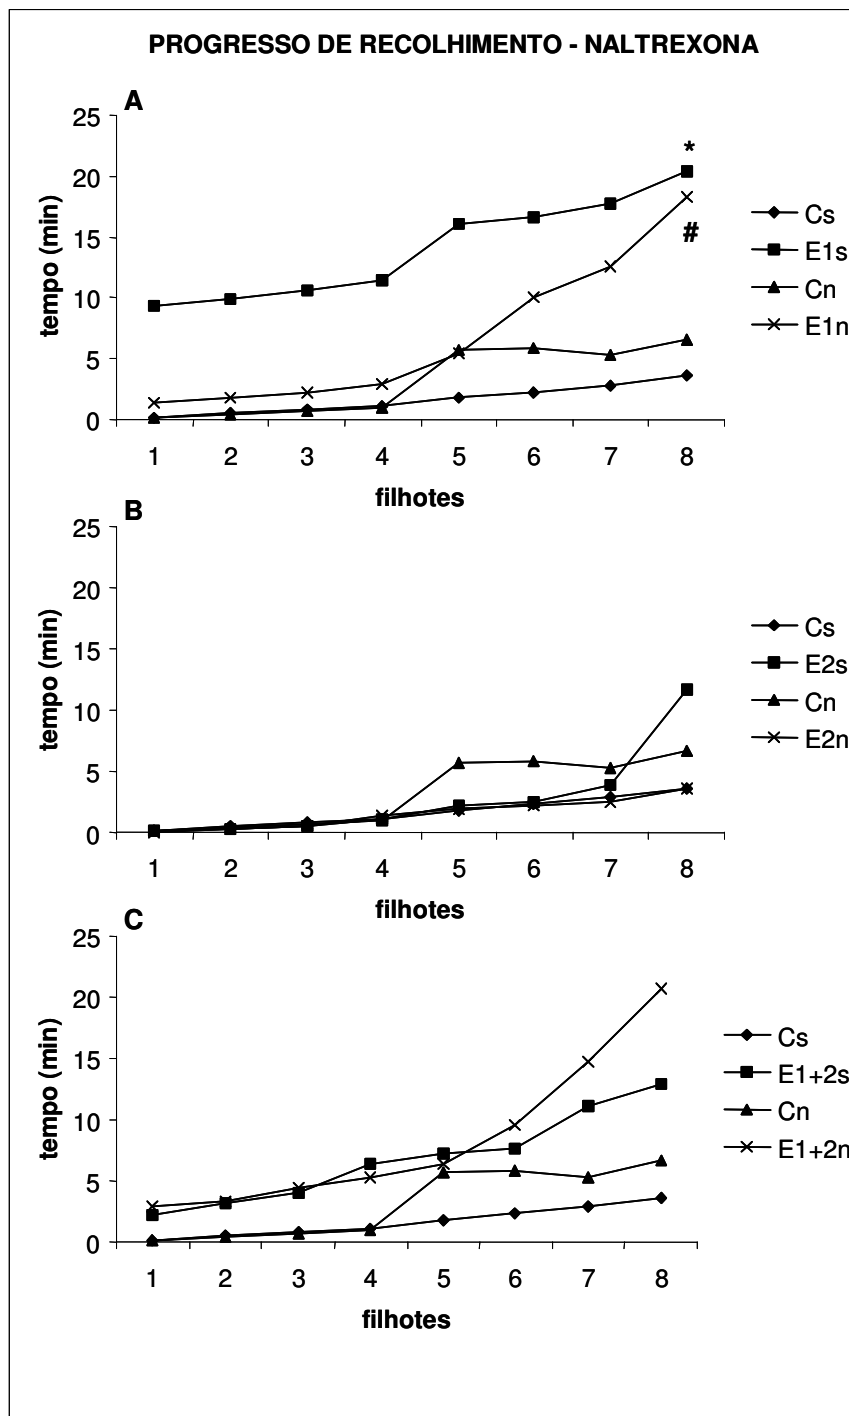 PROGRESSO DE RECOLHIMENTO - NALTREXONA
A
25
20
15
10
5
0
tempo (min)
1 2 3 4 5 6 7 8
filhotes
*
#
Cs
E1s
Cn
E1n
B
25
20
15
10
5
0
tempo (min)
1 2 3 4 5 6 7 8
filhotes
Cs
E2s
Cn
E2n
C
25
20
15
10
5
0
tempo (min)
1 2 3 4 5 6 7 8
filhotes
Cs
E1+2s
Cn
E1+2n